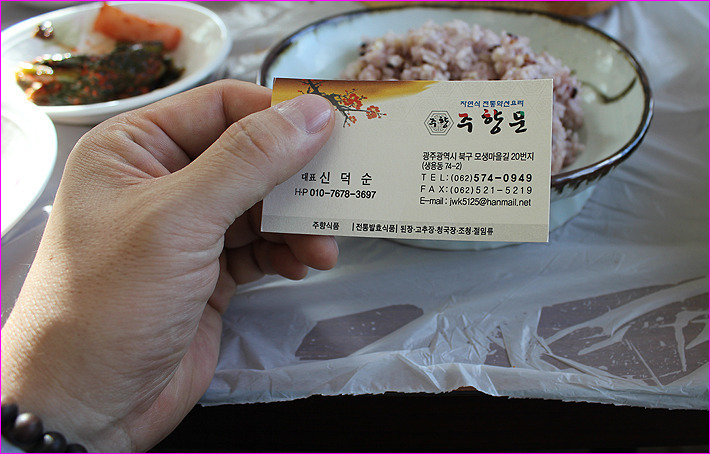 자연식 전통약선요리
주향 주향문
광주광역시 북구 모생마을길 20번지
(생용동 74-2)
대표 신덕순
TEL:(062)574-0949
H·P 010-7678-3697
FAX:(062)521-5219
E-mail : jwk5125@hanmail.net
주향식품 |전통발효식품| 된장·고추장·청국장·조청·절임류